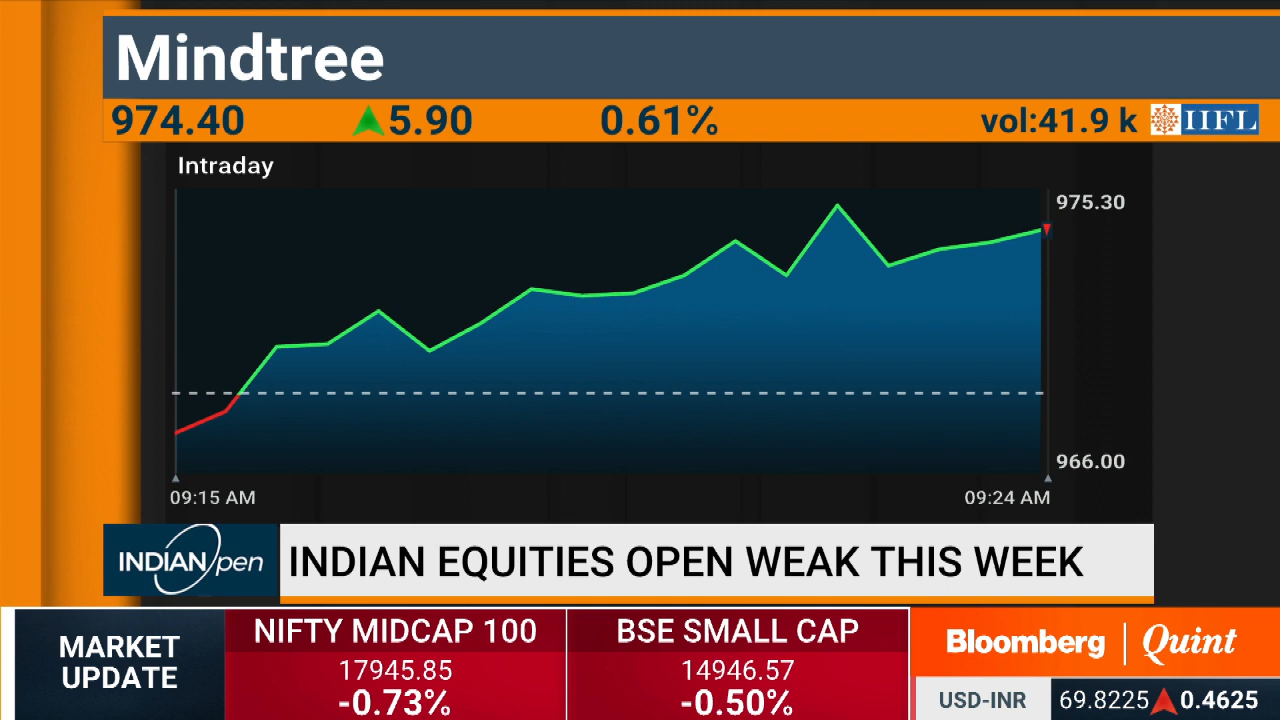 Mindtree
974.40 5.90 0.61% vol:41.9 k IIFL
Intraday
975.30
966.00
09:15 AM 09:24 AM
INDIAN Open INDIAN EQUITIES OPEN WEAK THIS WEEK
MARKET UPDATE
NIFTY MIDCAP 100
17945.85
-0.73%
BSE SMALL CAP
14946.57
-0.50%
Bloomberg | Quint
USD-INR 69.8225 0.4625